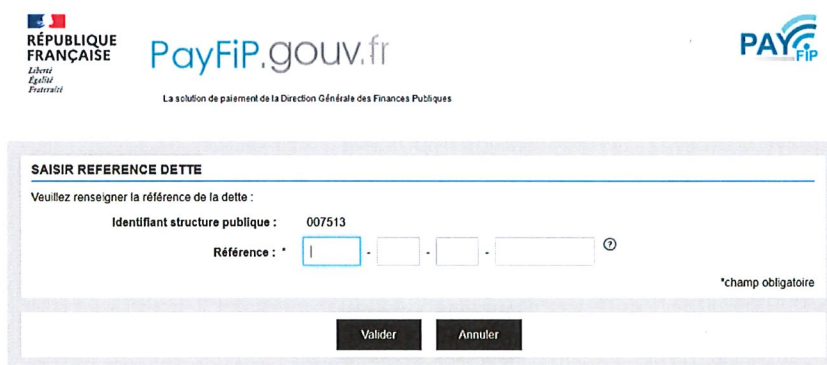 RÉPUBLIQUE
FRANÇAISE
Liberté
Égalité
Fraternité
PayFiP.gouv.fr
La solution de paiement de la Direction Générale des Finances Publiques
PAY
FiP
SAISIR REFERENCE DETTE
Veuillez renseigner la référence de la dette :
Identifiant structure publique : 007513
Référence : * - - - ?
*champ obligatoire
Valider Annuler